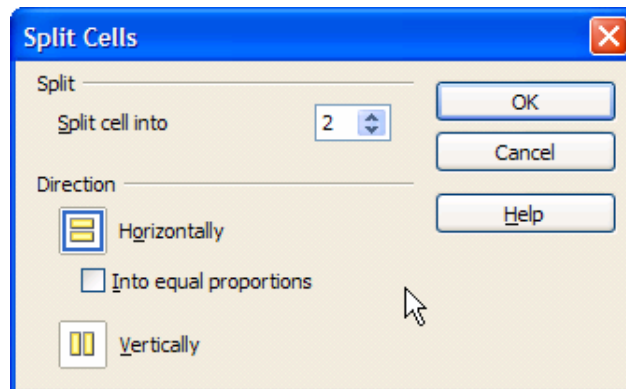 Split Cells
Split
Split cell into 2
OK
Cancel
Direction
Help
Horizontally
Into equal proportions
Vertically